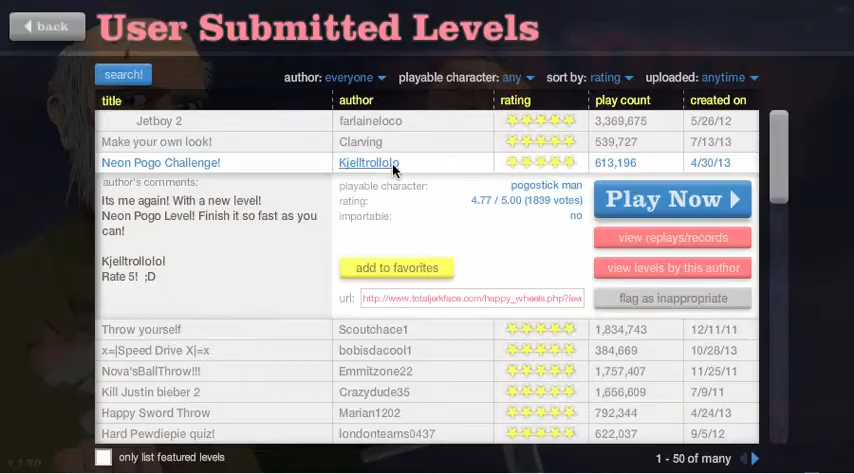 back
User Submitted Levels
search!
author: everyone playable character: any sort by: rating uploaded: anytime
title author rating play count created on
Jetboy 2 farlaineloco 3,369,675 5/26/12
Make your own look! Clarving 539,727 7/13/13
Neon Pogo Challenge! Kjelltrollolo 613,196 4/30/13
author's comments:
Its me again! With a new level!
Neon Pogo Level! Finish it so fast as you
can!
Kjelltrollolol
Rate 5! ;D
playable character: pogostick man
rating: 4.77 / 5.00 (1839 votes)
importable: no
add to favorites
url: http://www.totaljerkface.com/happy_wheels.php?lev
Play Now
view replays/records
view levels by this author
flag as inappropriate
Throw yourself Scoutchace1 1,834,743 12/11/11
x=|Speed Drive X|=x bobisdacool1 384,669 10/28/13
Nova'sBallThrow!!! Emmitzone22 1,757,407 11/25/11
Kill Justin bieber 2 Crazydude35 1,656,609 7/9/11
Happy Sword Throw Marian1202 792,344 4/24/13
Hard Pewdiepie quiz! londonteams0437 622,037 9/5/12
only list featured levels
1 - 50 of many